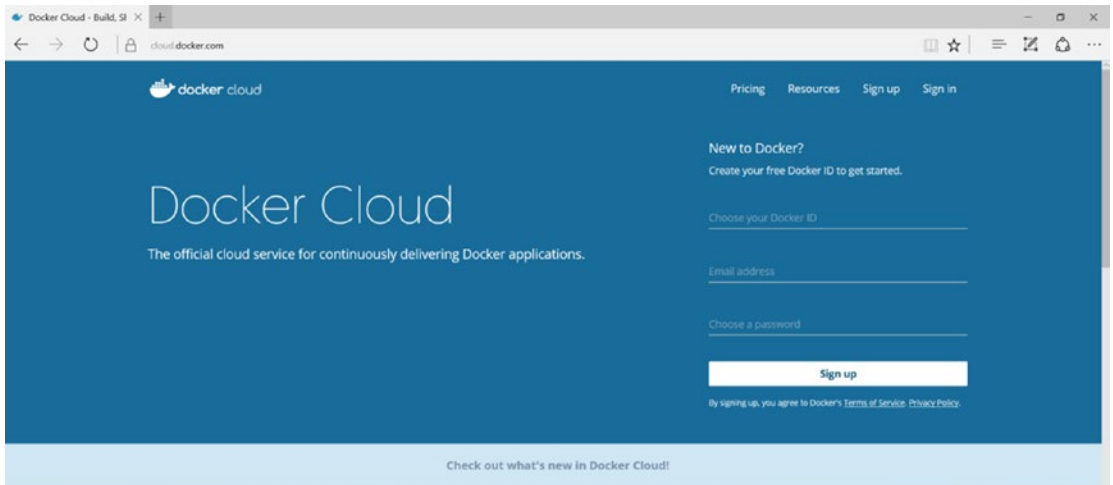 Docker Cloud - Build, SI
cloud.docker.com
docker cloud
Pricing Resources Sign up Sign in
New to Docker?
Create your free Docker ID to get started.
Docker Cloud
Choose your Docker ID
The official cloud service for continuously delivering Docker applications.
Email address
Choose a password
Sign up
By signing up, you agree to Docker's Terms of Service, Privacy Policy.
Check out what's new in Docker Cloud!